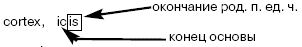 окончание род. п. ед. ч.
cortex, icis
конец основы